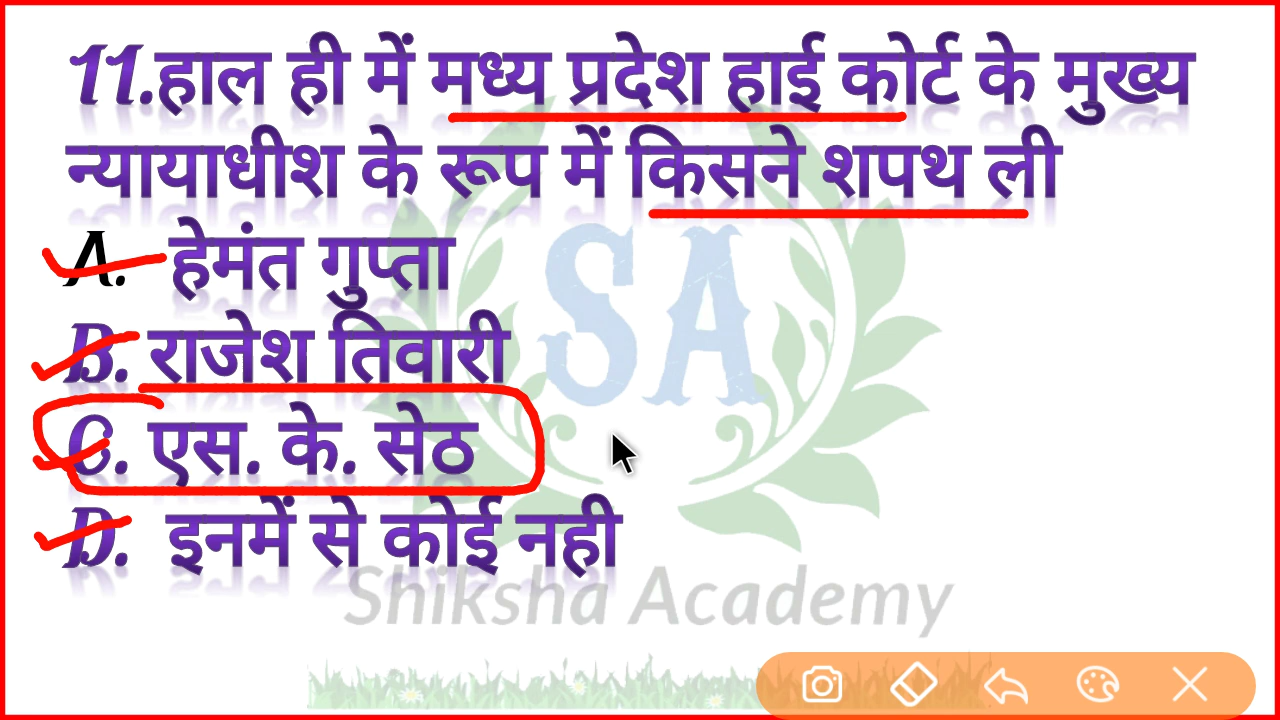 11.हाल ही में मध्य प्रदेश हाई कोर्ट के मुख्य
न्यायाधीश के रूप में किसने शपथ ली
A. हेमंत गुप्ता
B. राजेश तिवारी
C. एस. के. सेठ
D. इनमें से कोई नही
SA
Shiksha Academy